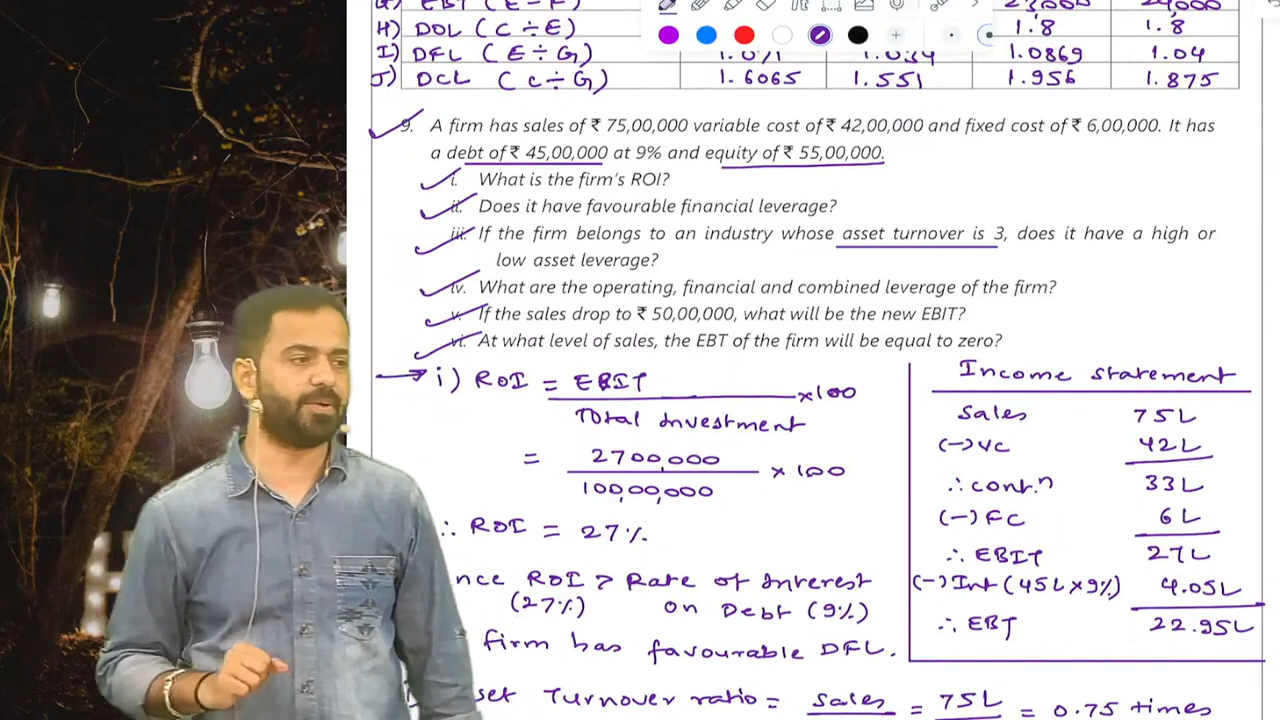 H) DOL (C ÷ E) 1.8 1.8
I) DFL (E ÷ G) 1.0869 1.04
J) DCL (C ÷ G) 1.6065 1.551 1.956 1.875
9. A firm has sales of ₹ 75,00,000 variable cost of ₹ 42,00,000 and fixed cost of ₹ 6,00,000. It has
a debt of ₹ 45,00,000 at 9% and equity of ₹ 55,00,000.
i. What is the firm's ROI?
ii. Does it have favourable financial leverage?
iii. If the firm belongs to an industry whose asset turnover is 3, does it have a high or
low asset leverage?
iv. What are the operating, financial and combined leverage of the firm?
v. If the sales drop to ₹ 50,00,000, what will be the new EBIT?
vi. At what level of sales, the EBT of the firm will be equal to zero?
i) ROI = EBIT
x100
Total Investment
= 2700,000
x 100
100,00,000
∴ ROI = 27%
nce ROI > Rate of Interest
(27%) on Debt (9%)
firm has favourable DFL.
set Turnover ratio = Sales = 75L = 0.75 times
Income statement
Sales 75L
(-) VC 42L
∴ Contⁿ 33L
(-) FC 6L
∴ EBIT 27L
(-) Int (45L x 9%) 4.05L
∴ EBT 22.95L